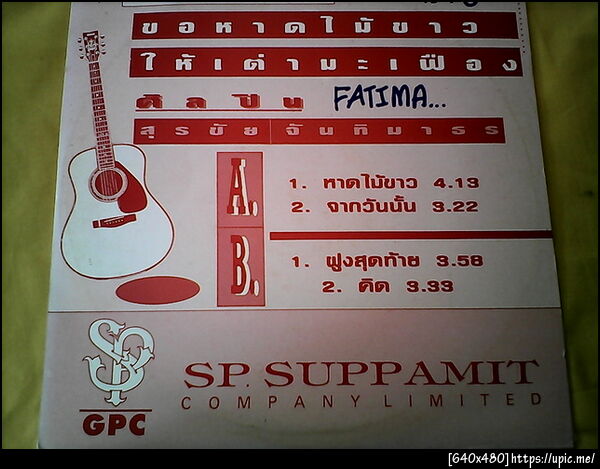 ขอหาดไม้ขาว
ให้เต่ามะเฟือง
ศิลปิน FATIMA...
สุรชัยจันทิมาธร
A.
1. หาดไม้ขาว 4.13
2. จากวันนั้น 3.22
B.
1. ฝูงสุดท้าย 3.58
2. คิด 3.33
SP. SUPPAMIT
COMPANY LIMITED
GPC
[640x480]https://upic.me/